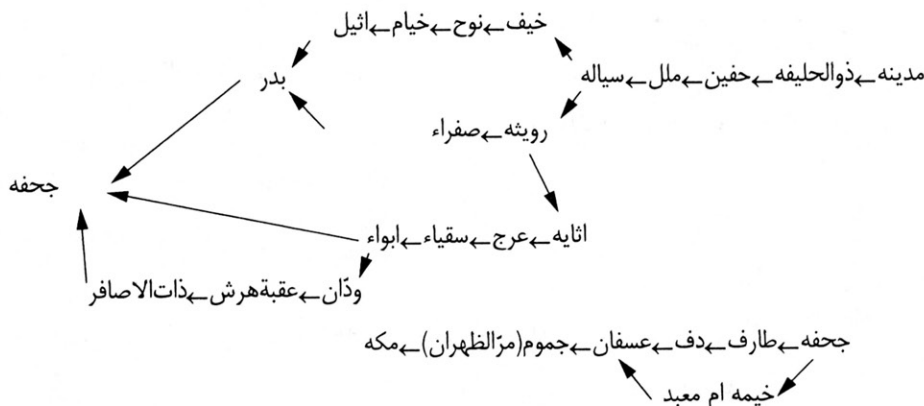 خیف←نوح←خیام←اثیل
مدینه←ذوالحلیفه←حفین←ملل←سیاله
بدر
رویثه←صفراء
جحفه
اثایه←عرج←سقیاء←ابواء
ودّان←عقبةهرش←ذات‌الاصافر
جحفه←طارف←دف←عسفان←جموم(مرّالظهران)←مکه
خیمه ام معبد